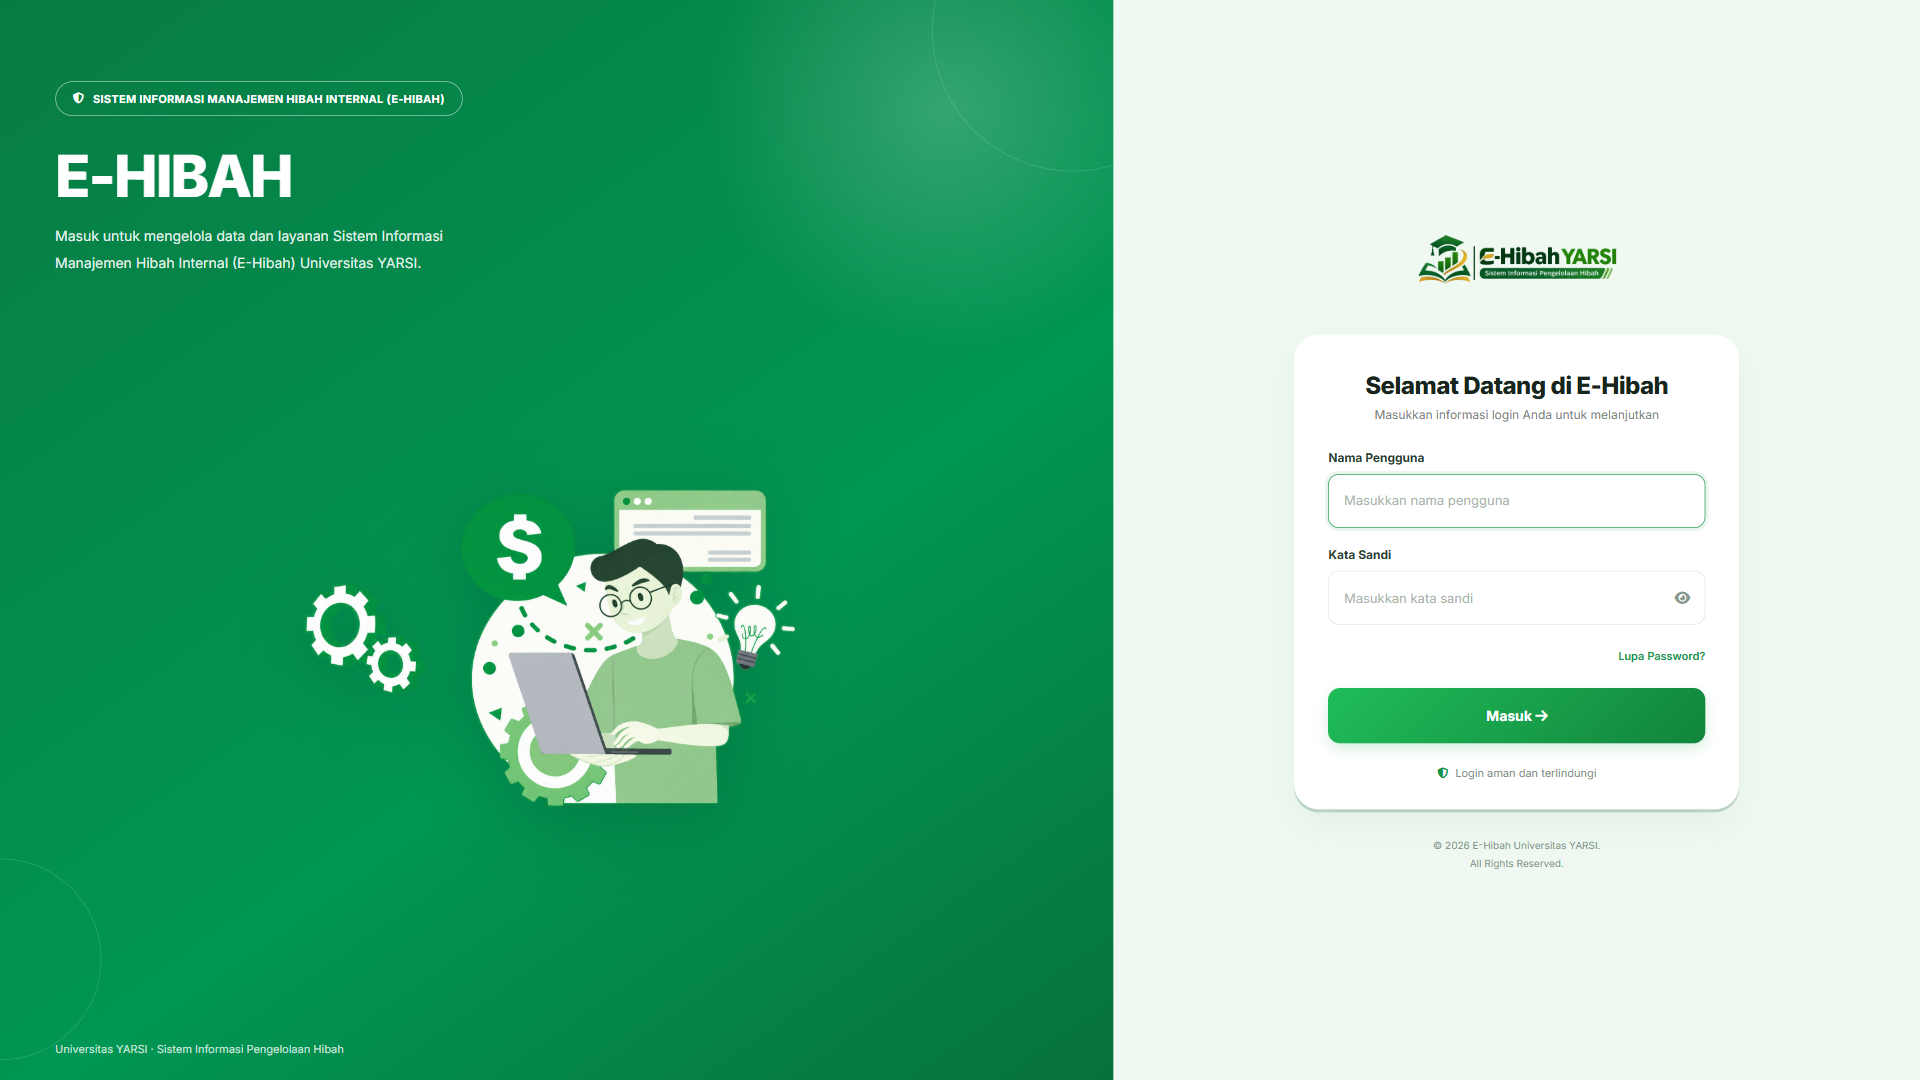 SISTEM INFORMASI MANAJEMEN HIBAH INTERNAL (E-HIBAH)
E-HIBAH
Masuk untuk mengelola data dan layanan Sistem Informasi
Manajemen Hibah Internal (E-Hibah) Universitas YARSI.
$
Universitas YARSI · Sistem Informasi Pengelolaan Hibah
E-Hibah YARSI
Sistem Informasi Pengelolaan Hibah
Selamat Datang di E-Hibah
Masukkan informasi login Anda untuk melanjutkan
Nama Pengguna
Masukkan nama pengguna
Kata Sandi
Masukkan kata sandi
Lupa Password?
Masuk →
Login aman dan terlindungi
© 2026 E-Hibah Universitas YARSI.
All Rights Reserved.